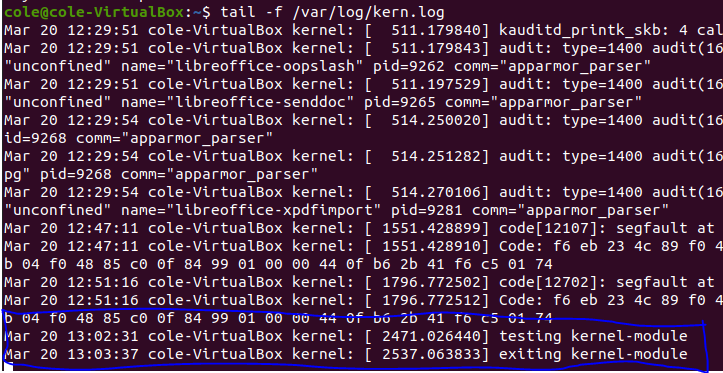 cole@cole-VirtualBox:~$ tail -f /var/log/kern.log
Mar 20 12:29:51 cole-VirtualBox kernel: [  511.179840] kauditd_printk_skb: 4 cal
Mar 20 12:29:51 cole-VirtualBox kernel: [  511.179843] audit: type=1400 audit(16
"unconfined" name="libreoffice-oopslash" pid=9262 comm="apparmor_parser"
Mar 20 12:29:51 cole-VirtualBox kernel: [  511.197529] audit: type=1400 audit(16
"unconfined" name="libreoffice-senddoc" pid=9265 comm="apparmor_parser"
Mar 20 12:29:54 cole-VirtualBox kernel: [  514.250020] audit: type=1400 audit(16
id=9268 comm="apparmor_parser"
Mar 20 12:29:54 cole-VirtualBox kernel: [  514.251282] audit: type=1400 audit(16
pg" pid=9268 comm="apparmor_parser"
Mar 20 12:29:54 cole-VirtualBox kernel: [  514.270106] audit: type=1400 audit(16
"unconfined" name="libreoffice-xpdfimport" pid=9281 comm="apparmor_parser"
Mar 20 12:47:11 cole-VirtualBox kernel: [ 1551.428899] code[12107]: segfault at
Mar 20 12:47:11 cole-VirtualBox kernel: [ 1551.428910] Code: f6 eb 23 4c 89 f0 4
b 04 f0 48 85 c0 0f 84 99 01 00 00 44 0f b6 2b 41 f6 c5 01 74
Mar 20 12:51:16 cole-VirtualBox kernel: [ 1796.772502] code[12702]: segfault at
Mar 20 12:51:16 cole-VirtualBox kernel: [ 1796.772512] Code: f6 eb 23 4c 89 f0 4
b 04 f0 48 85 c0 0f 84 99 01 00 00 44 0f b6 2b 41 f6 c5 01 74
Mar 20 13:02:31 cole-VirtualBox kernel: [ 2471.026440] testing kernel-module
Mar 20 13:03:37 cole-VirtualBox kernel: [ 2537.063833] exiting kernel-module